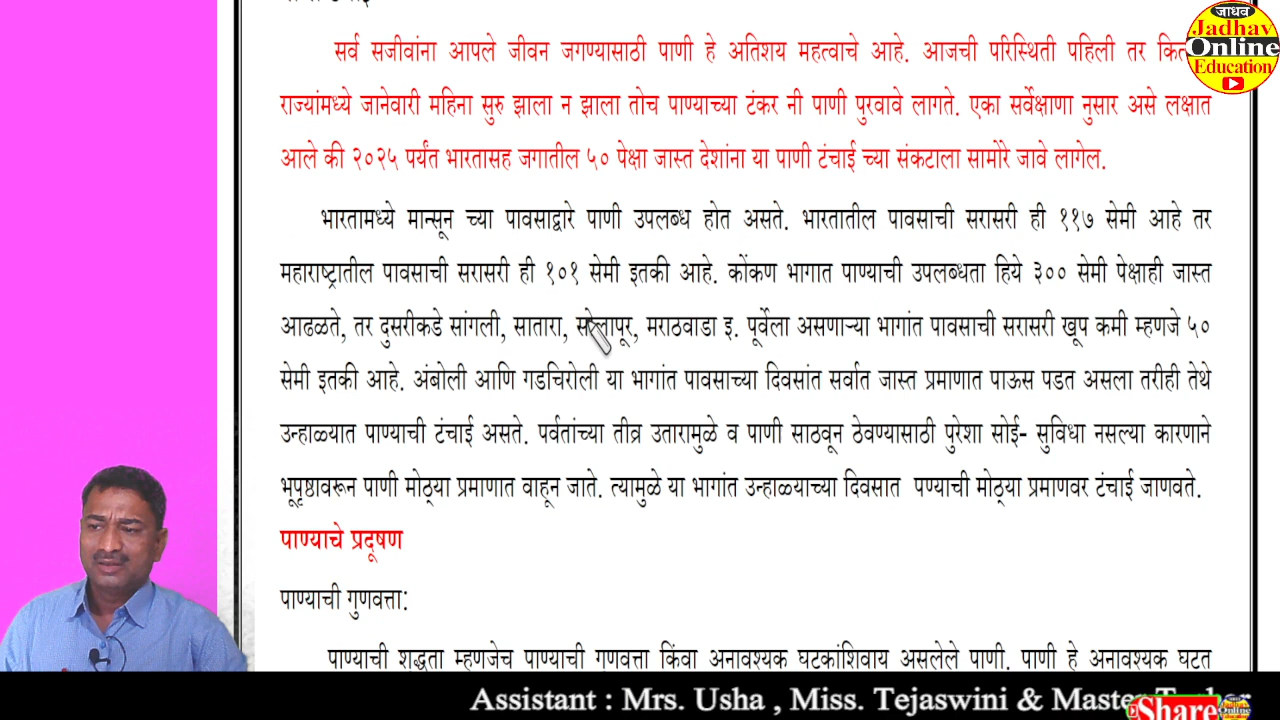 जाधव
Jadhav
Online
Education
सर्व सजीवांना आपले जीवन जगण्यासाठी पाणी हे अतिशय महत्वाचे आहे. आजची परिस्थिती पहिली तर
राज्यांमध्ये जानेवारी महिना सुरु झाला न झाला तोच पाण्याच्या टंकर नी पाणी पुरवावे लागते. एका सर्वेक्षाणा नुसार असे लक्षात
आले की २०२५ पर्यंत भारतासह जगातील ५० पेक्षा जास्त देशांना या पाणी टंचाई च्या संकटाला सामोरे जावे लागेल.
भारतामध्ये मान्सून च्या पावसाद्वारे पाणी उपलब्ध होत असते. भारतातील पावसाची सरासरी ही ११७ सेमी आहे तर
महाराष्ट्रातील पावसाची सरासरी ही १०१ सेमी इतकी आहे. कोंकण भागात पाण्याची उपलब्धता हिये ३०० सेमी पेक्षाही जास्त
आढळते, तर दुसरीकडे सांगली, सातारा, मराठवाडा इ. पूर्वेला असणाऱ्या भागांत पावसाची सरासरी खूप कमी म्हणजे ५०
सेमी इतकी आहे. अंबोली आणि गडचिरोली या भागांत पावसाच्या दिवसांत सर्वात जास्त प्रमाणात पाऊस पडत असला तरीही तेथे
उन्हाळ्यात पाण्याची टंचाई असते. पर्वतांच्या तीव्र उतारामुळे व पाणी साठवून ठेवण्यासाठी पुरेशा सोई- सुविधा नसल्या कारणाने
भूपृष्ठावरून पाणी मोठ्या प्रमाणात वाहून जाते. त्यामुळे या भागांत उन्हाळ्याच्या दिवसात पण्याची मोठ्या प्रमाणवर टंचाई जाणवते.
पाण्याचे प्रदूषण
पाण्याची गुणवत्ता:
पाण्याची शुद्धता म्हणजेच पाण्याची गुणवत्ता किंवा अनावश्यक घटकांशिवाय असलेले पाणी. पाणी हे अनावश्यक घटत
Assistant : Mrs. Usha , Miss. Tejaswini & Master
Share